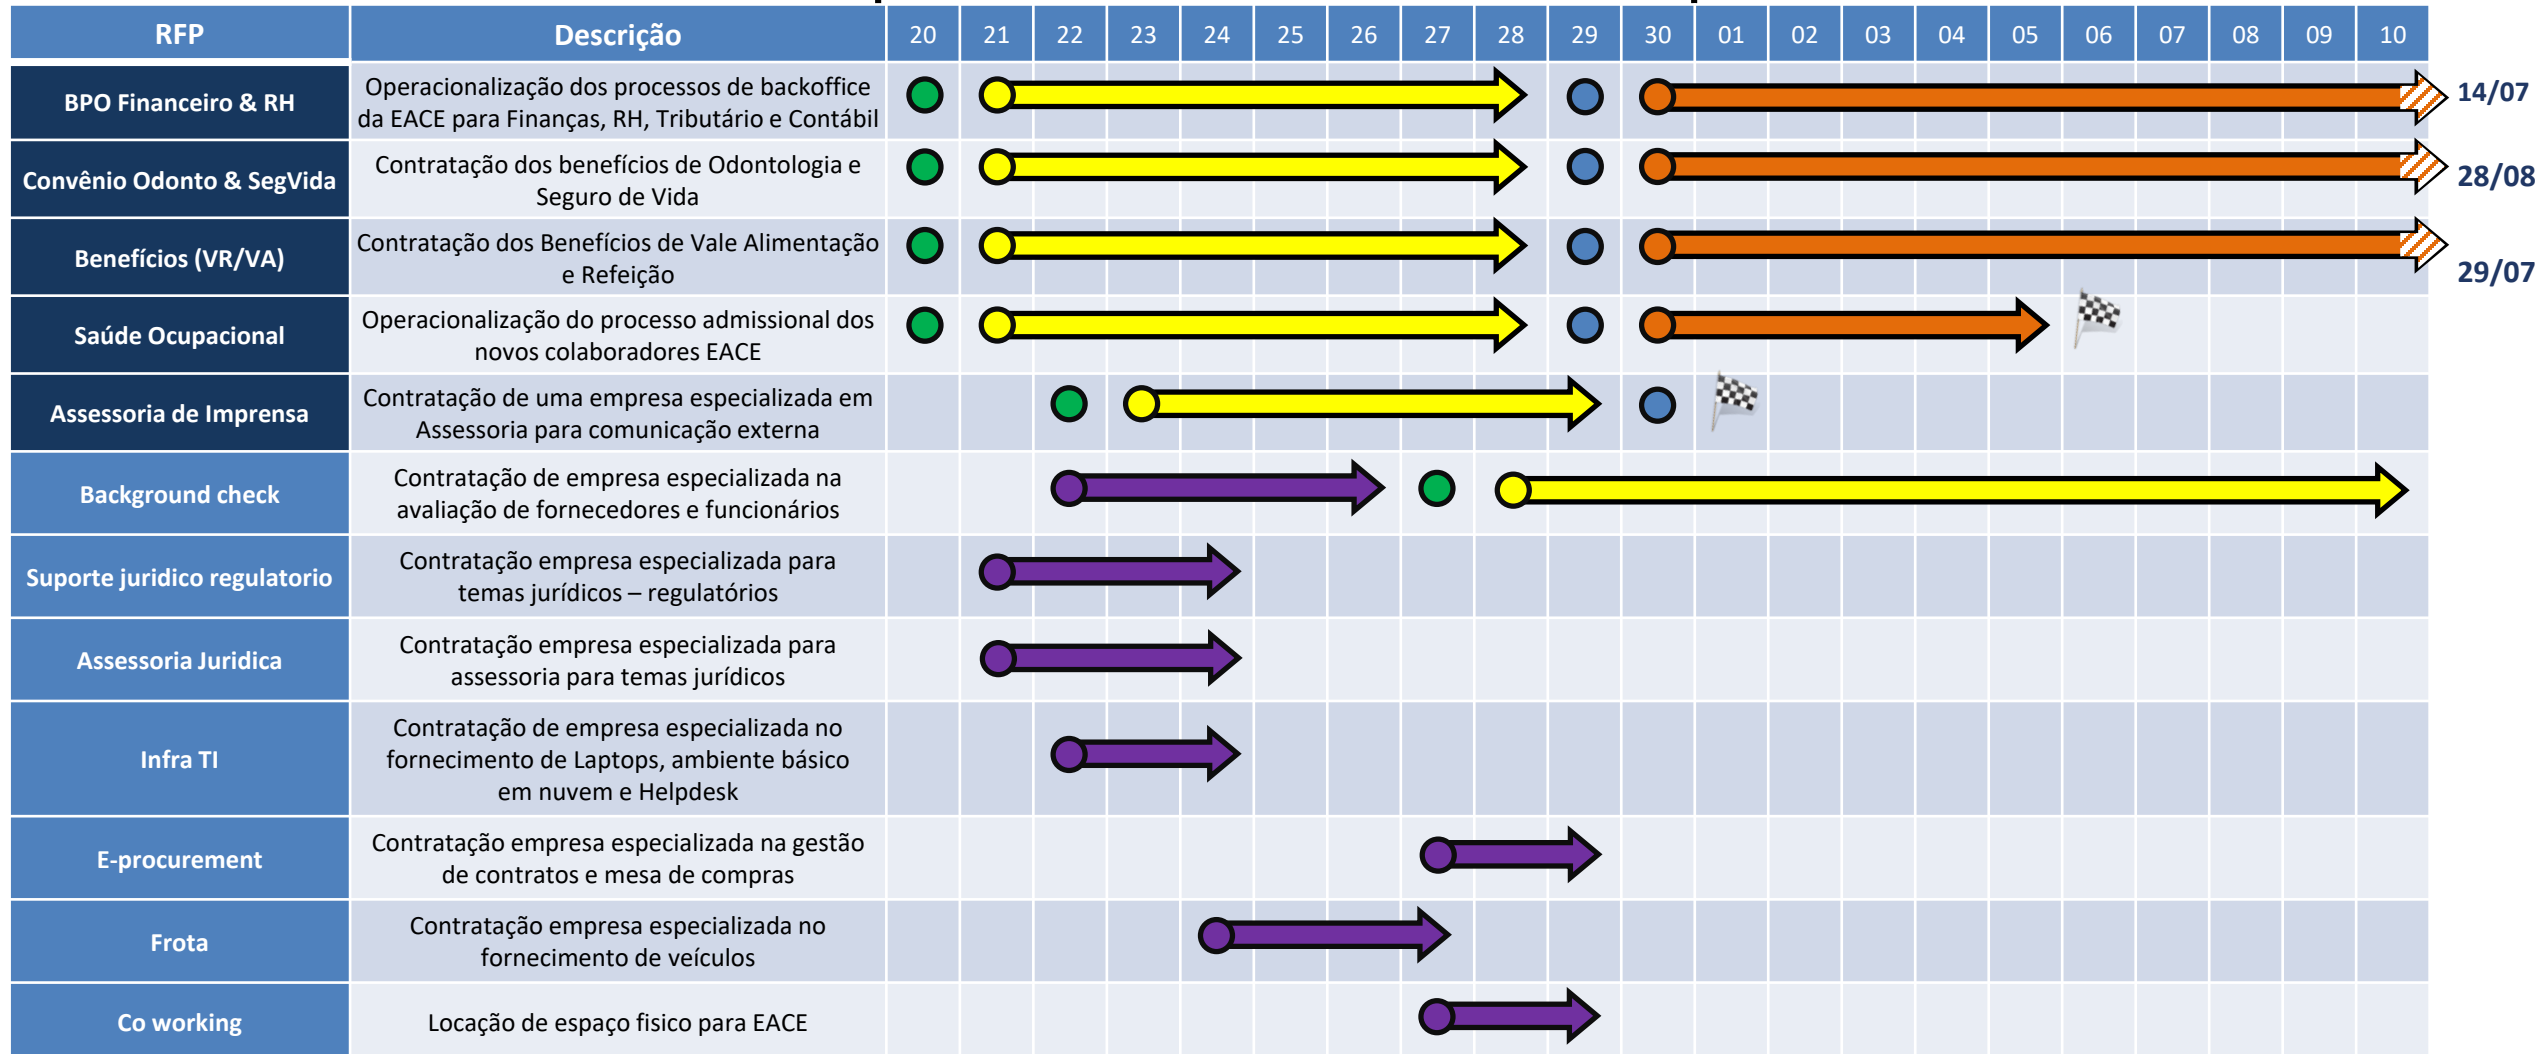 RFP Descrição 20 21 22 23 24 25 26 27 28 29 30 01 02 03 04 05 06 07 08 09 10
BPO Financeiro & RH
Operacionalização dos processos de backoffice
da EACE para Finanças, RH, Tributário e Contábil
14/07
Convênio Odonto & SegVida
Contratação dos benefícios de Odontologia e
Seguro de Vida
28/08
Benefícios (VR/VA)
Contratação dos Benefícios de Vale Alimentação
e Refeição
29/07
Saúde Ocupacional
Operacionalização do processo admissional dos
novos colaboradores EACE
Assessoria de Imprensa
Contratação de uma empresa especializada em
Assessoria para comunicação externa
Background check
Contratação de empresa especializada na
avaliação de fornecedores e funcionários
Suporte juridico regulatorio
Contratação empresa especializada para
temas jurídicos – regulatórios
Assessoria Juridica
Contratação empresa especializada para
assessoria para temas jurídicos
Infra TI
Contratação de empresa especializada no
fornecimento de Laptops, ambiente básico
em nuvem e Helpdesk
E-procurement
Contratação empresa especializada na gestão
de contratos e mesa de compras
Frota
Contratação empresa especializada no
fornecimento de veículos
Co working
Locação de espaço fisico para EACE